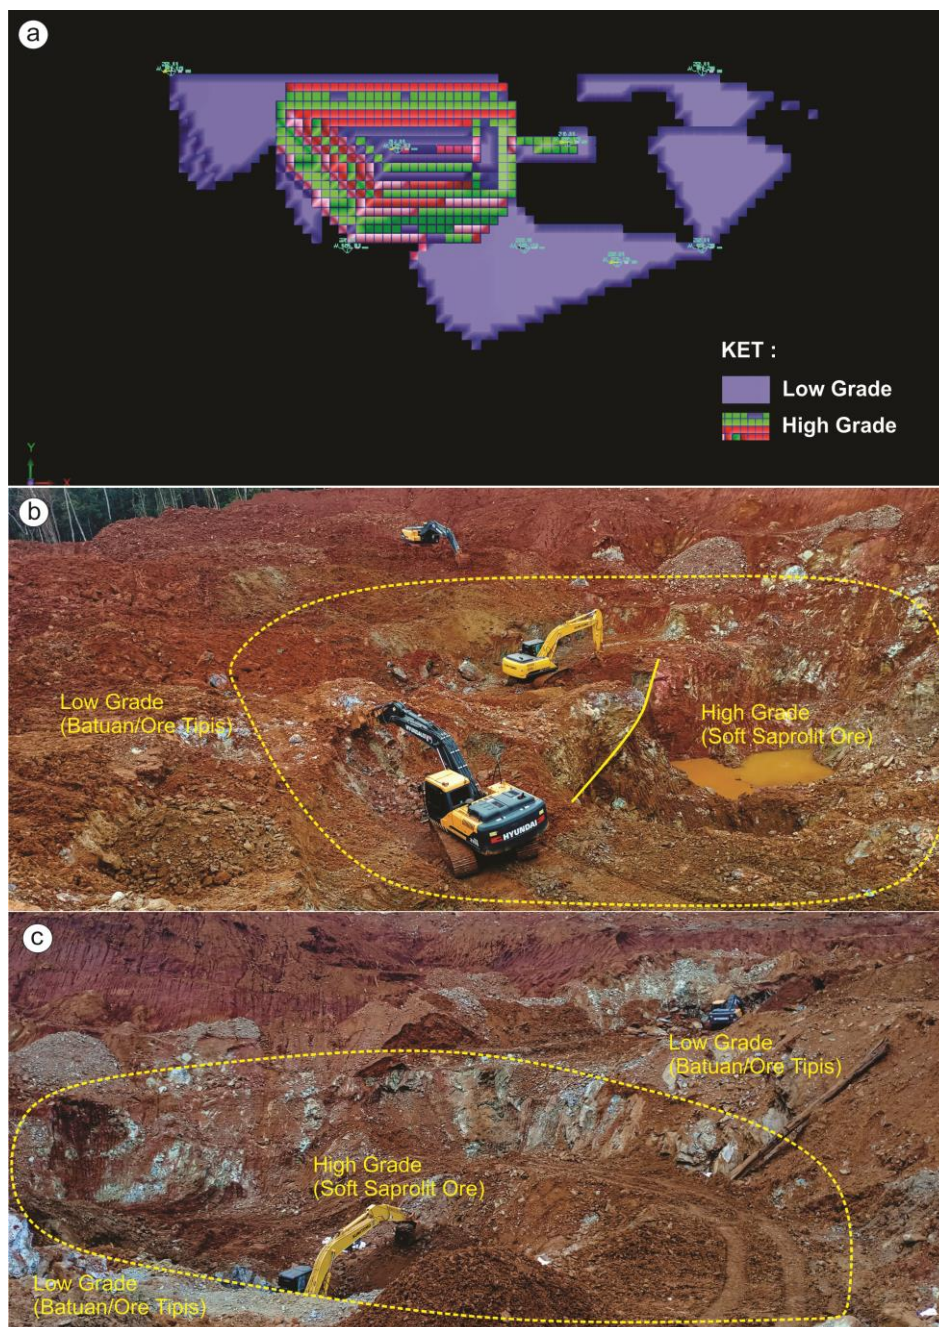 a
KET :
Low Grade
High Grade
Y
X
b
Low Grade
(Batuan/Ore Tipis)
High Grade
(Soft Saprolit Ore)
HYUNDAI
HYUNDAI
c
Low Grade
(Batuan/Ore Tipis)
High Grade
(Soft Saprolit Ore)
Low Grade
(Batuan/Ore Tipis)